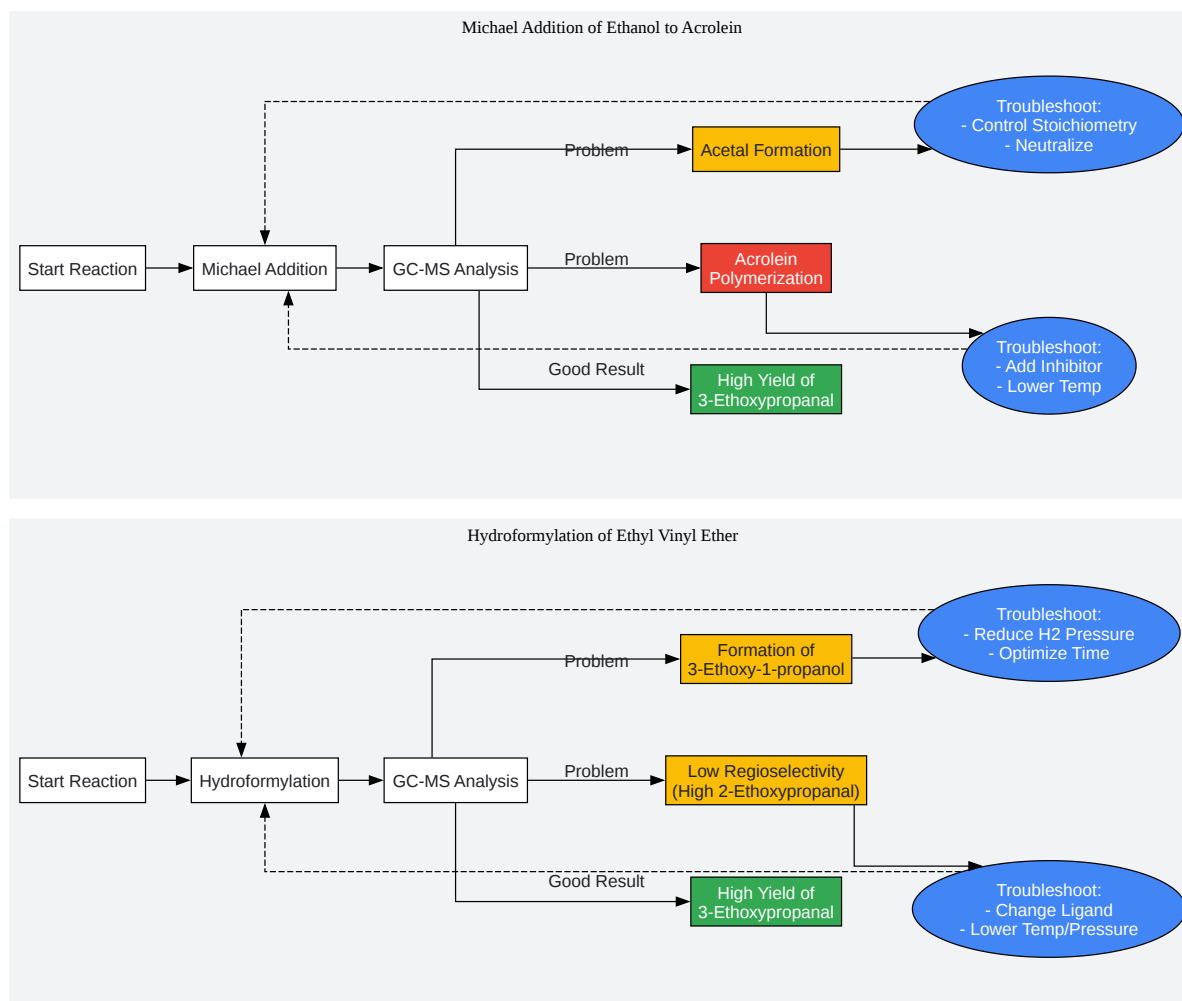 Michael Addition of Ethanol to Acrolein
Troubleshoot:
- Control Stoichiometry
- Neutralize
Problem
Acetal Formation
Start Reaction
Michael Addition
GC-MS Analysis
Problem
Acrolein
Polymerization
Troubleshoot:
- Add Inhibitor
- Lower Temp
Good Result
High Yield of
3-Ethoxypropanal
Hydroformylation of Ethyl Vinyl Ether
Troubleshoot:
- Reduce H2 Pressure
- Optimize Time
Problem
Formation of
3-Ethoxy-1-propanol
Start Reaction
Hydroformylation
GC-MS Analysis
Problem
Low Regioselectivity
(High 2-Ethoxypropanal)
Good Result
High Yield of
3-Ethoxypropanal
Troubleshoot:
- Change Ligand
- Lower Temp/Pressure